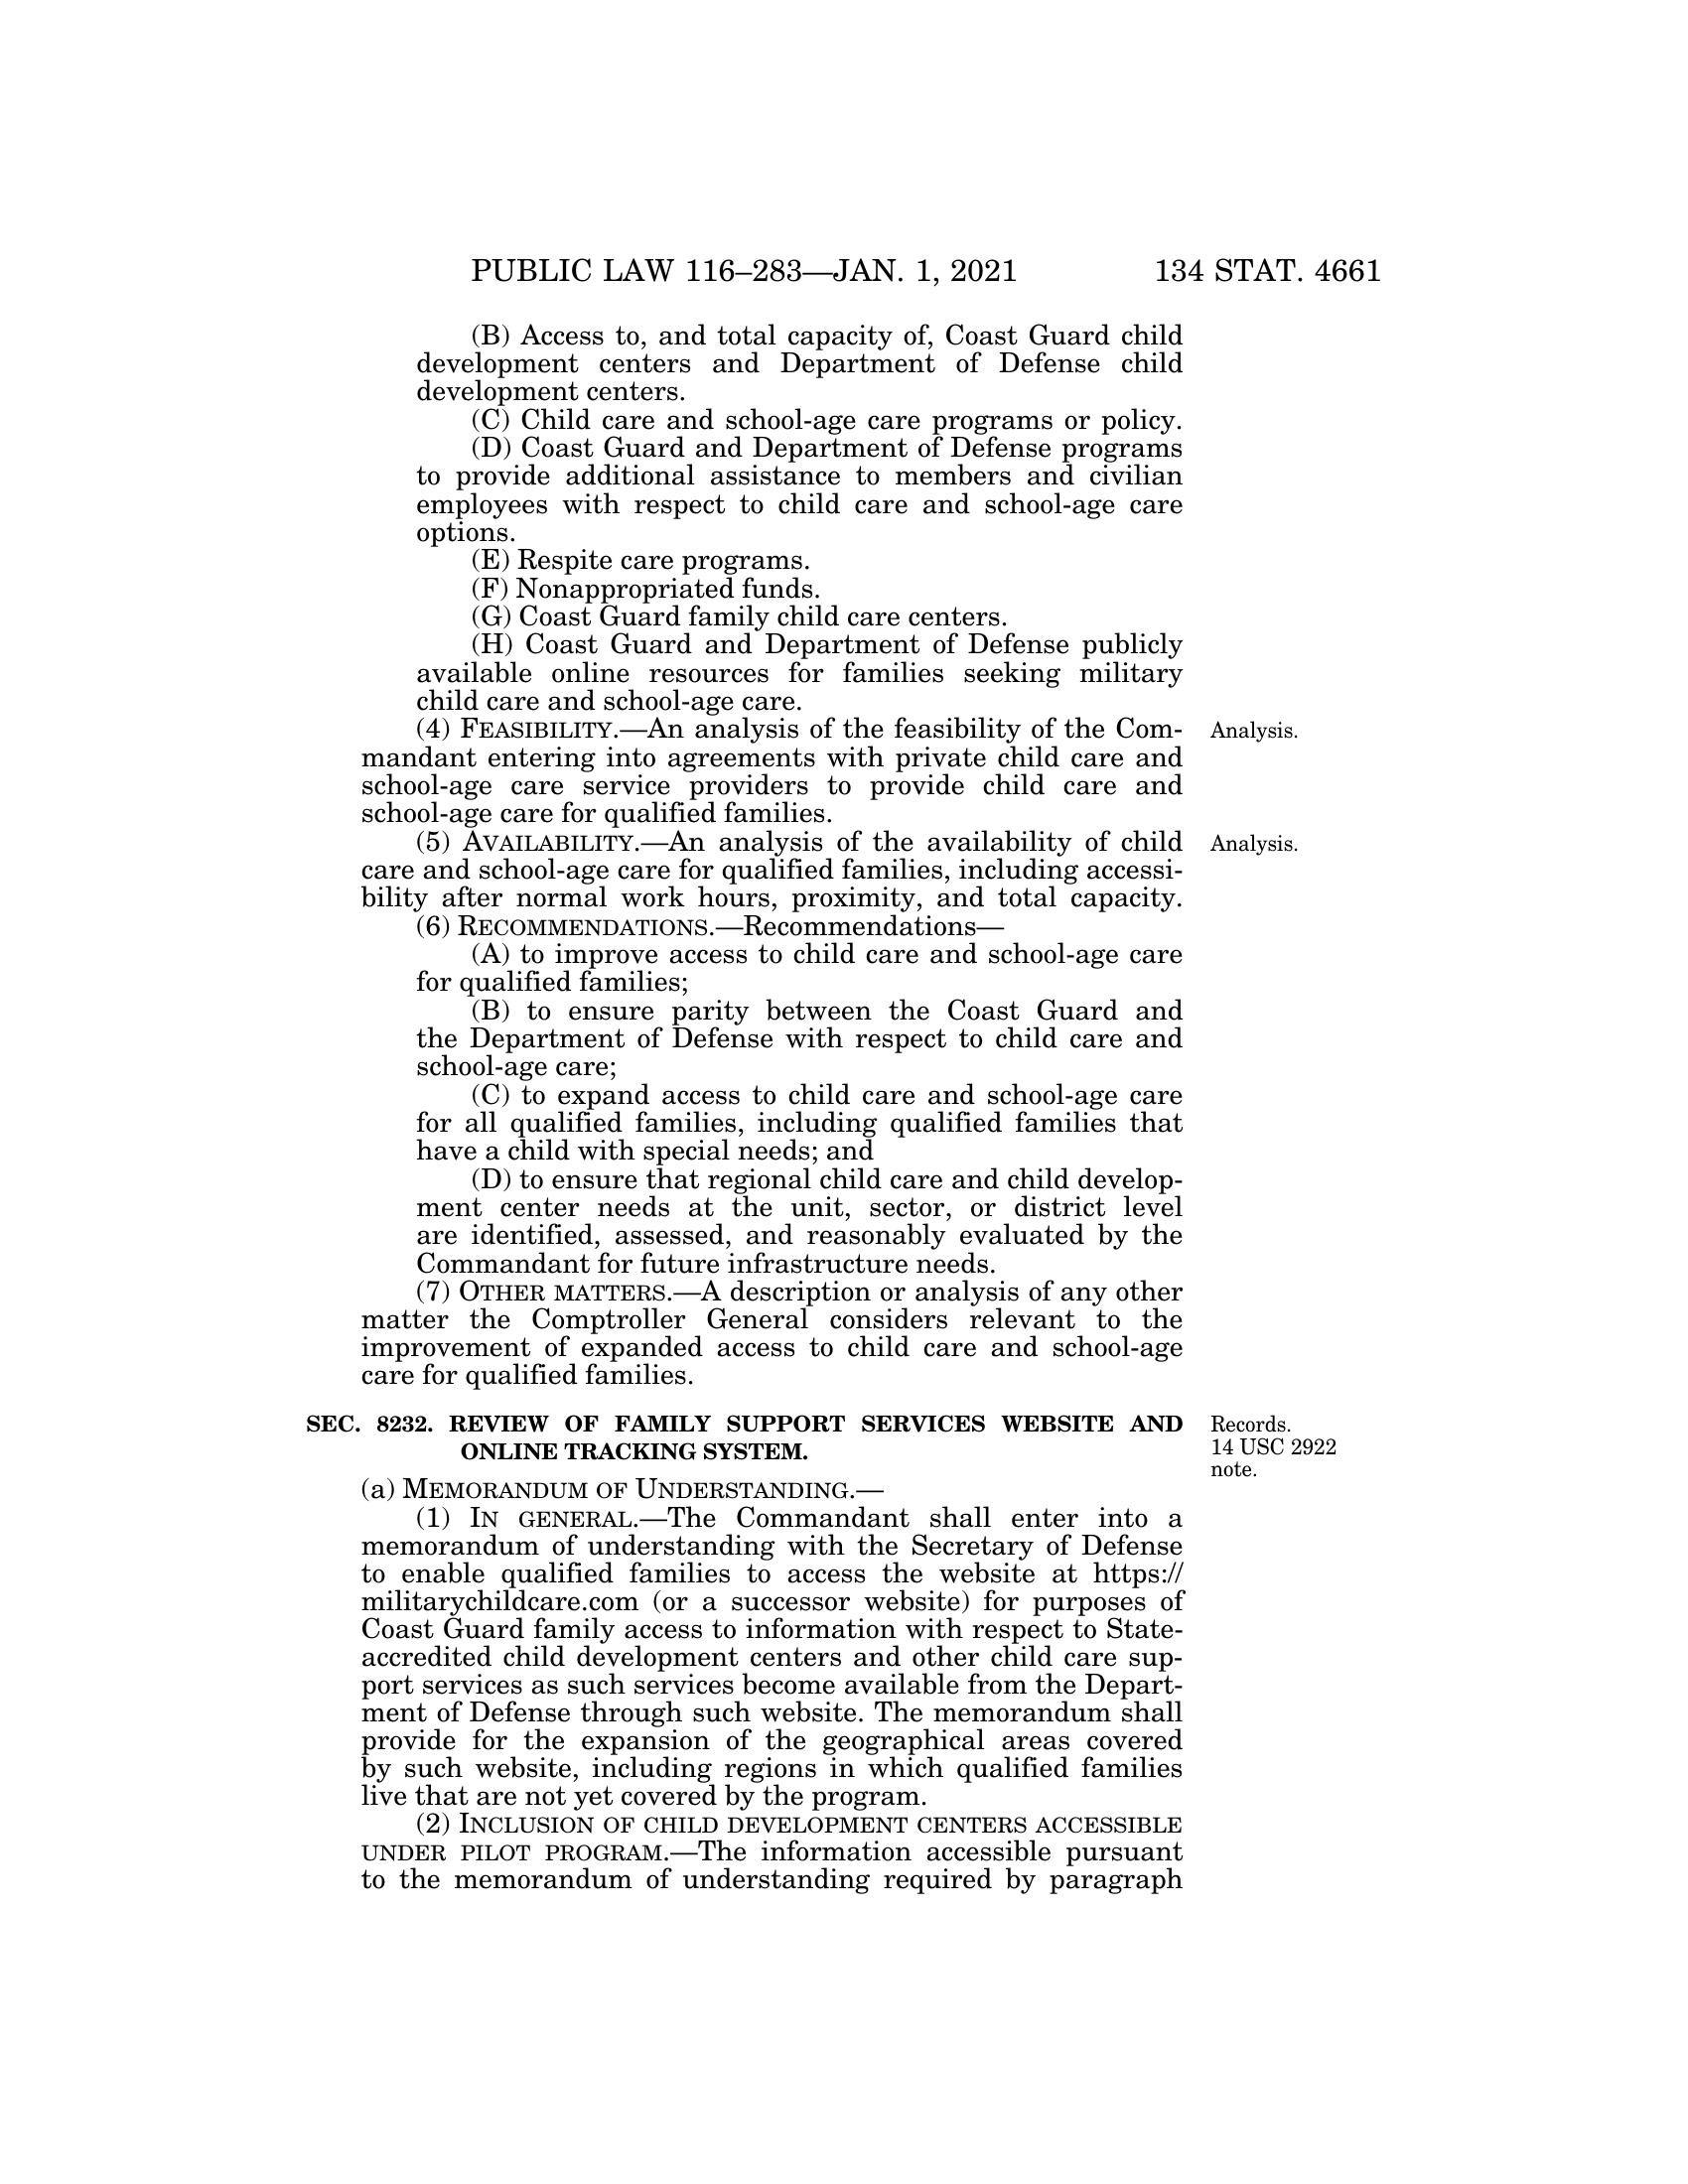 PUBLIC LAW 116–283—JAN. 1, 2021 134 STAT. 4661
(B) Access to, and total capacity of, Coast Guard child
development centers and Department of Defense child
development centers.
(C) Child care and school-age care programs or policy.
(D) Coast Guard and Department of Defense programs
to provide additional assistance to members and civilian
employees with respect to child care and school-age care
options.
(E) Respite care programs.
(F) Nonappropriated funds.
(G) Coast Guard family child care centers.
(H) Coast Guard and Department of Defense publicly
available online resources for families seeking military
child care and school-age care.
(4) FEASIBILITY.—An analysis of the feasibility of the Com-
mandant entering into agreements with private child care and
school-age care service providers to provide child care and
school-age care for qualified families.
Analysis.
(5) AVAILABILITY.—An analysis of the availability of child
care and school-age care for qualified families, including accessi-
bility after normal work hours, proximity, and total capacity.
Analysis.
(6) RECOMMENDATIONS.—Recommendations—
(A) to improve access to child care and school-age care
for qualified families;
(B) to ensure parity between the Coast Guard and
the Department of Defense with respect to child care and
school-age care;
(C) to expand access to child care and school-age care
for all qualified families, including qualified families that
have a child with special needs; and
(D) to ensure that regional child care and child develop-
ment center needs at the unit, sector, or district level
are identified, assessed, and reasonably evaluated by the
Commandant for future infrastructure needs.
(7) OTHER MATTERS.—A description or analysis of any other
matter the Comptroller General considers relevant to the
improvement of expanded access to child care and school-age
care for qualified families.
SEC. 8232. REVIEW OF FAMILY SUPPORT SERVICES WEBSITE AND
ONLINE TRACKING SYSTEM.
Records.
14 USC 2922
note.
(a) MEMORANDUM OF UNDERSTANDING.—
(1) IN GENERAL.—The Commandant shall enter into a
memorandum of understanding with the Secretary of Defense
to enable qualified families to access the website at https://
militarychildcare.com (or a successor website) for purposes of
Coast Guard family access to information with respect to State-
accredited child development centers and other child care sup-
port services as such services become available from the Depart-
ment of Defense through such website. The memorandum shall
provide for the expansion of the geographical areas covered
by such website, including regions in which qualified families
live that are not yet covered by the program.
(2) INCLUSION OF CHILD DEVELOPMENT CENTERS ACCESSIBLE
UNDER PILOT PROGRAM.—The information accessible pursuant
to the memorandum of understanding required by paragraph